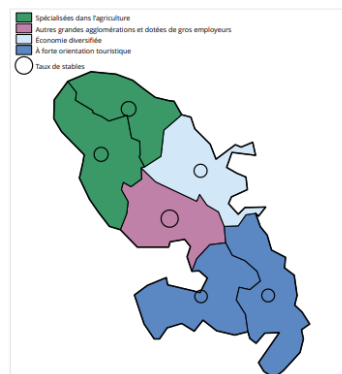 Spécialisées dans l'agriculture
Autres grandes agglomérations et dotées de gros employeurs
Économie diversifiée
À forte orientation touristique
Taux de stables